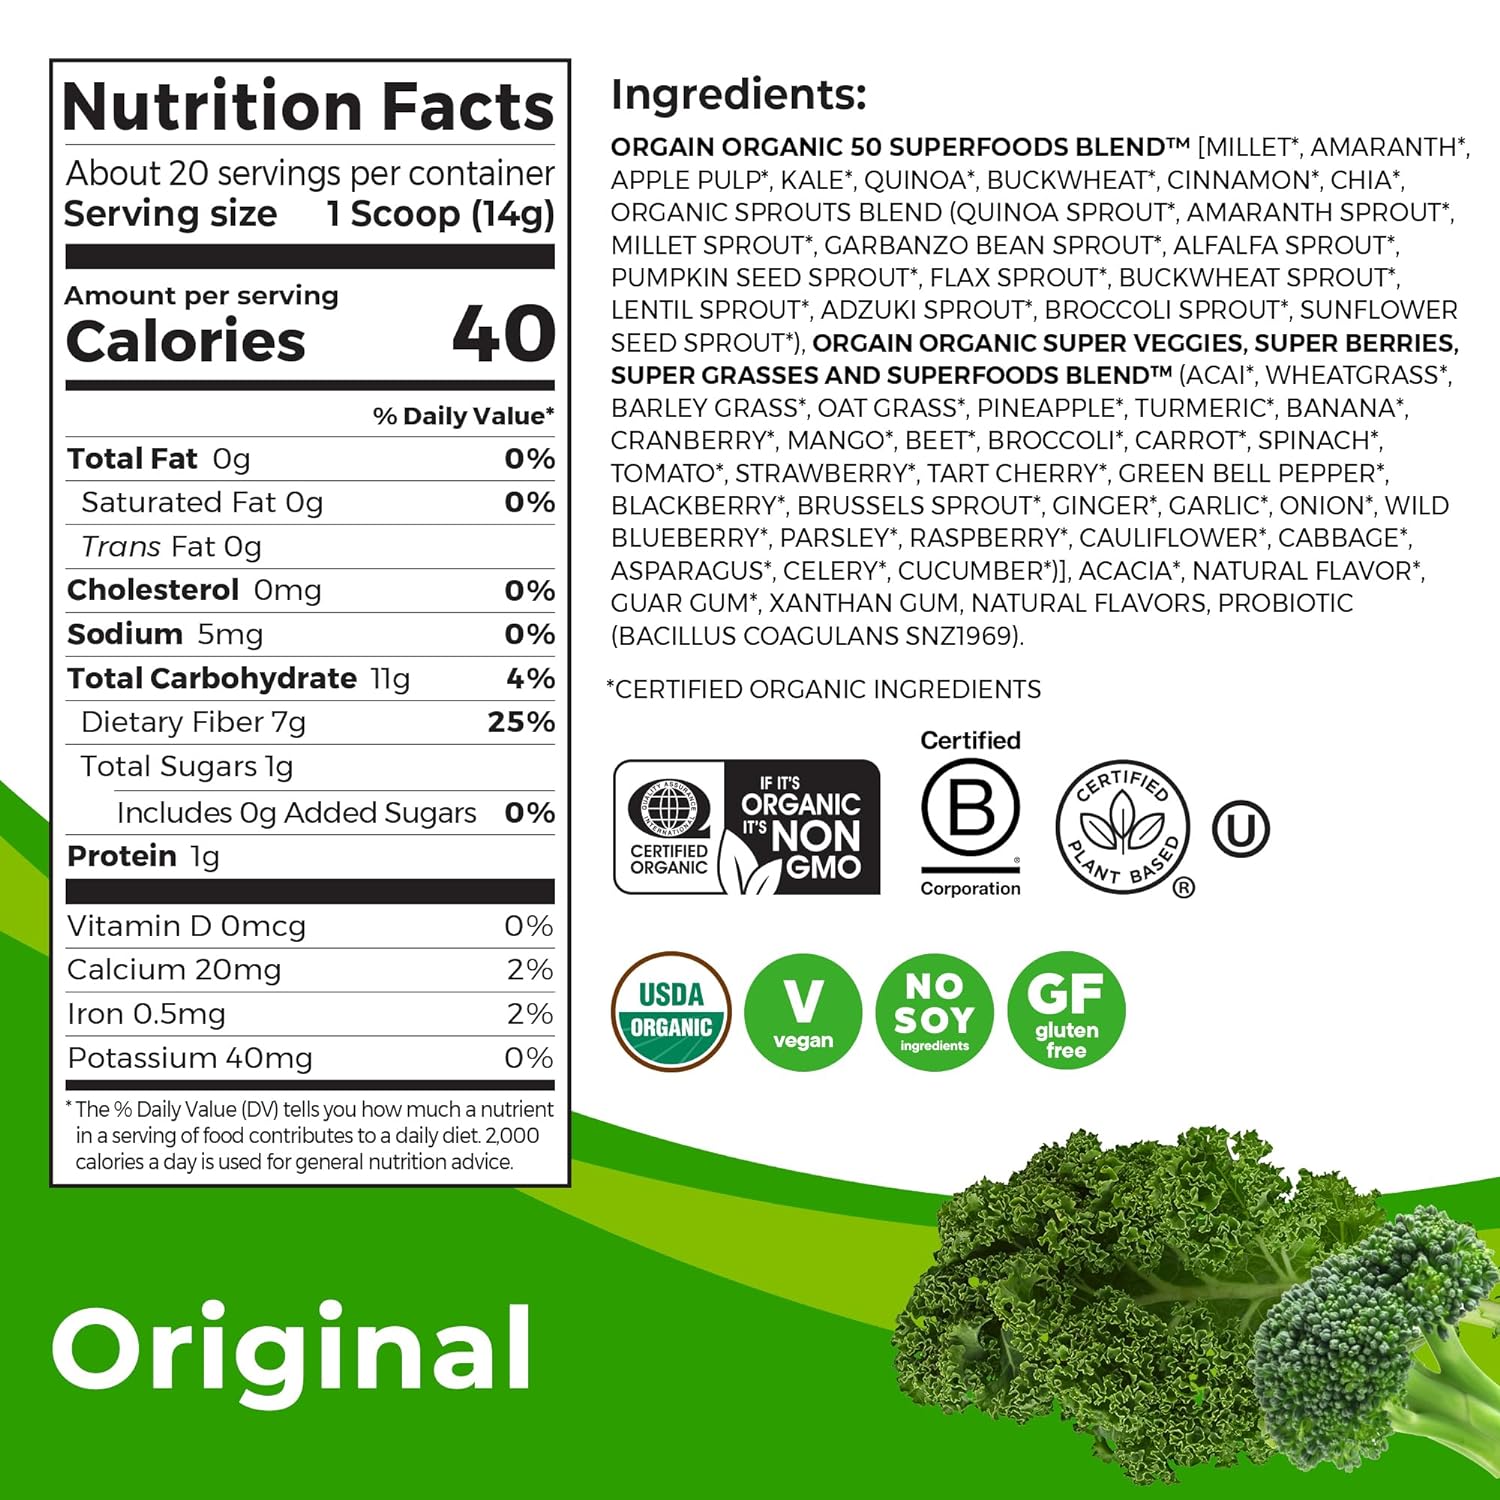 Nutrition Facts
About 20 servings per container
Serving size 1 Scoop (14g)
Amount per serving
Calories 40
% Daily Value*
Total Fat 0g 0%
Saturated Fat 0g 0%
Trans Fat 0g
Cholesterol 0mg 0%
Sodium 5mg 0%
Total Carbohydrate 11g 4%
Dietary Fiber 7g 25%
Total Sugars 1g
Includes 0g Added Sugars 0%
Protein 1g
Vitamin D 0mcg 0%
Calcium 20mg 2%
Iron 0.5mg 2%
Potassium 40mg 0%
* The % Daily Value (DV) tells you how much a nutrient
in a serving of food contributes to a daily diet. 2,000
calories a day is used for general nutrition advice.
Ingredients:
ORGAIN ORGANIC 50 SUPERFOODS BLEND™ [MILLET*, AMARANTH*,
APPLE PULP*, KALE*, QUINOA*, BUCKWHEAT*, CINNAMON*, CHIA*,
ORGANIC SPROUTS BLEND (QUINOA SPROUT*, AMARANTH SPROUT*,
MILLET SPROUT*, GARBANZO BEAN SPROUT*, ALFALFA SPROUT*,
PUMPKIN SEED SPROUT*, FLAX SPROUT*, BUCKWHEAT SPROUT*,
LENTIL SPROUT*, ADZUKI SPROUT*, BROCCOLI SPROUT*, SUNFLOWER
SEED SPROUT*), ORGAIN ORGANIC SUPER VEGGIES, SUPER BERRIES,
SUPER GRASSES AND SUPERFOODS BLEND™ (ACAI*, WHEATGRASS*,
BARLEY GRASS*, OAT GRASS*, PINEAPPLE*, TURMERIC*, BANANA*,
CRANBERRY*, MANGO*, BEET*, BROCCOLI*, CARROT*, SPINACH*,
TOMATO*, STRAWBERRY*, TART CHERRY*, GREEN BELL PEPPER*,
BLACKBERRY*, BRUSSELS SPROUT*, GINGER*, GARLIC*, ONION*, WILD
BLUEBERRY*, PARSLEY*, RASPBERRY*, CAULIFLOWER*, CABBAGE*,
ASPARAGUS*, CELERY*, CUCUMBER*)], ACACIA*, NATURAL FLAVOR*,
GUAR GUM*, XANTHAN GUM, NATURAL FLAVORS, PROBIOTIC
(BACILLUS COAGULANS SNZ1969).
*CERTIFIED ORGANIC INGREDIENTS
QUALITY ASSURANCE
INTERNATIONAL
CERTIFIED
ORGANIC
IF IT'S
ORGANIC
IT'S NON
GMO
Certified
B
®
Corporation
CERTIFIED
PLANT BASED
®
U
USDA
ORGANIC
V
vegan
NO
SOY
ingredients
GF
gluten
free
Original